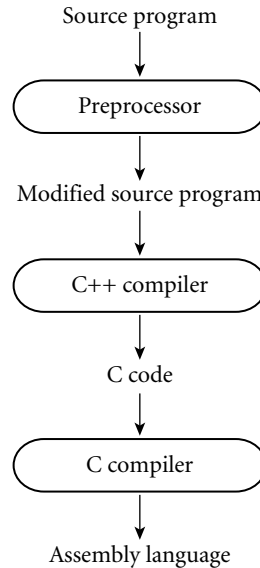 Source program
Preprocessor
Modified source program
C++ compiler
C code
C compiler
Assembly language